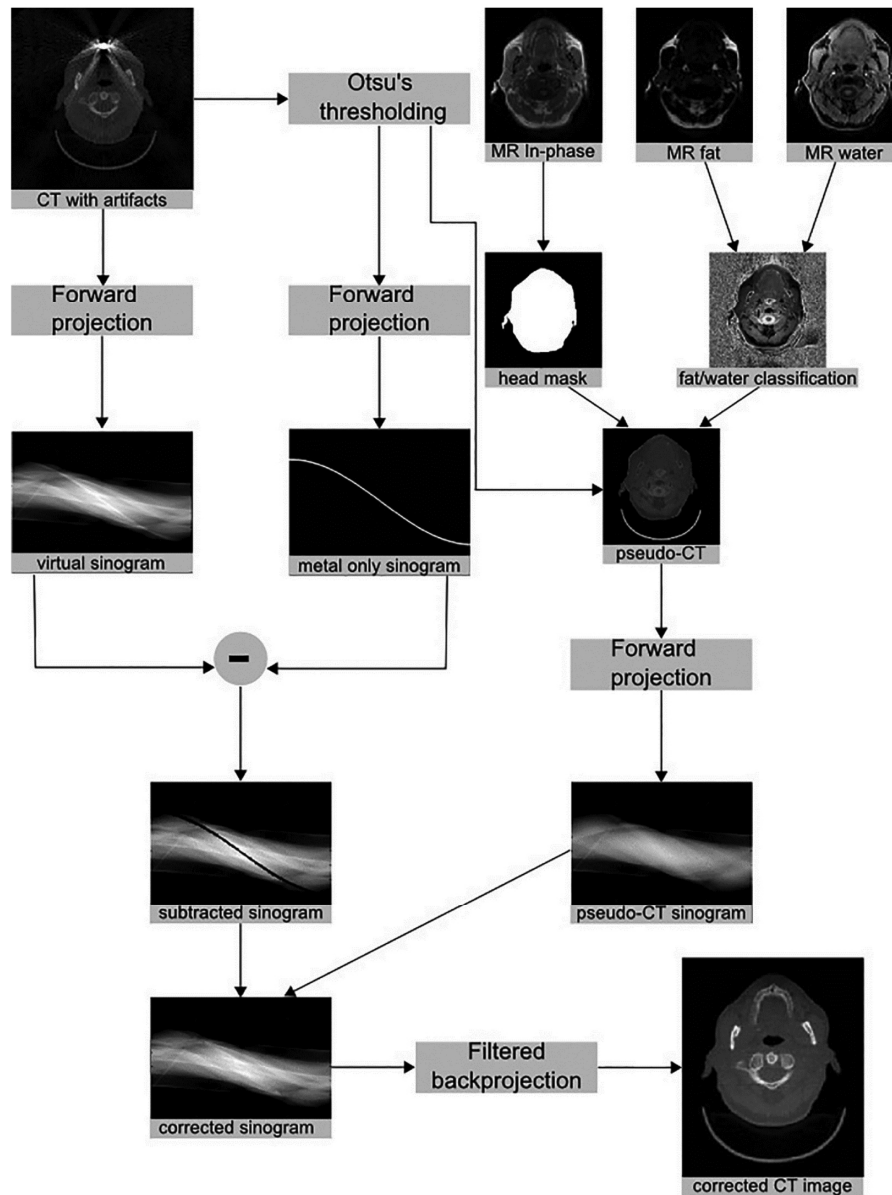 Otsu's
thresholding
MR In-phase
MR fat
MR water
CT with artifacts
Forward
projection
Forward
projection
head mask
fat/water classification
virtual sinogram
metal only sinogram
pseudo-CT
-
Forward
projection
subtracted sinogram
pseudo-CT sinogram
Filtered
backprojection
corrected sinogram
corrected CT image